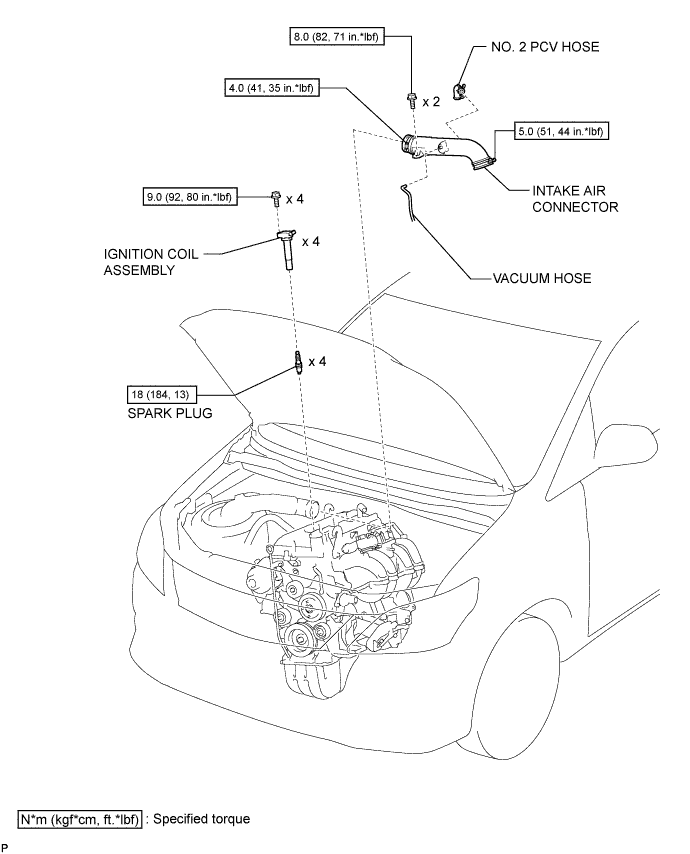 8.0 (82, 71 in.*lbf)
NO. 2 PCV HOSE
4.0 (41, 35 in.*lbf)
x 2
5.0 (51, 44 in.*lbf)
9.0 (92, 80 in.*lbf)
x 4
INTAKE AIR
CONNECTOR
x 4
IGNITION COIL
ASSEMBLY
VACUUM HOSE
x 4
18 (184, 13)
SPARK PLUG
N*m (kgf*cm, ft.*lbf) : Specified torque
P